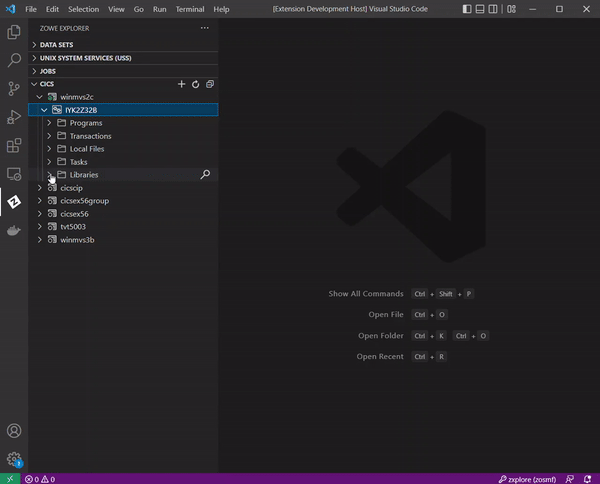 File Edit Selection View Go Run Terminal Help [Extension Development Host] Visual Studio Code
ZOWE EXPLORER
DATA SETS
UNIX SYSTEM SERVICES (USS)
JOBS
CICS
winmvs2c
IYK2Z32B
Programs
Transactions
Local Files
Tasks
Libraries
cicscip
cicsex56group
cicsex56
tvt5003
winmvs3b
Show All Commands Ctrl + Shift + P
Open File Ctrl + O
Open Folder Ctrl + K Ctrl + O
Open Recent Ctrl + R
7
0 0 zxplore (zosmf)